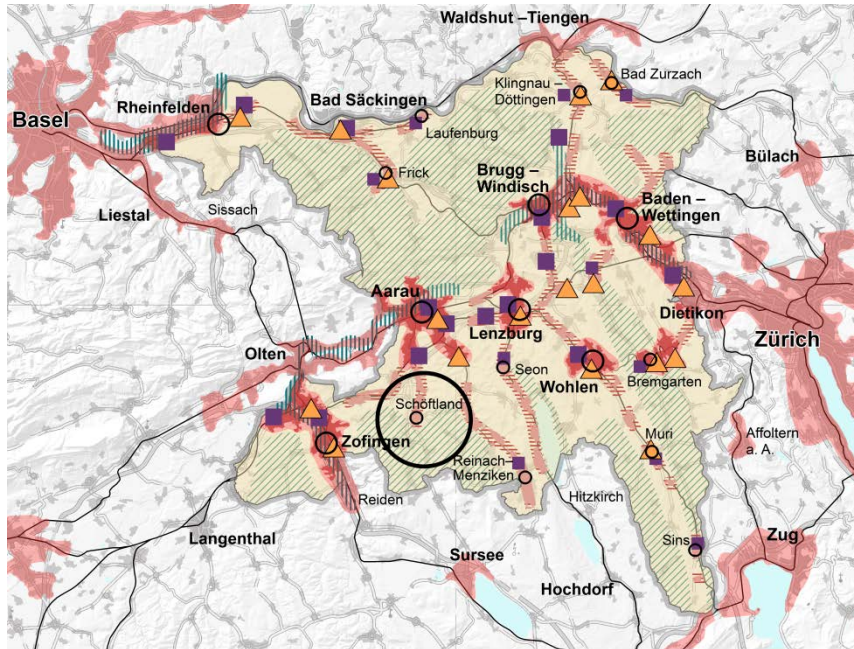 Waldshut –Tiengen
Klingnau –
Döttingen
Bad Zurzach
Rheinfelden
Bad Säckingen
Basel
Laufenburg
Frick
Brugg –
Windisch
Bülach
Baden –
Wettingen
Liestal
Sissach
Aarau
Lenzburg
Dietikon
Zürich
Olten
Seon
Wohlen
Bremgarten
Schöftland
Zofingen
Muri
Affoltern
a. A.
Reinach–
Menziken
Hitzkirch
Reiden
Langenthal
Sursee
Sins
Zug
Hochdorf